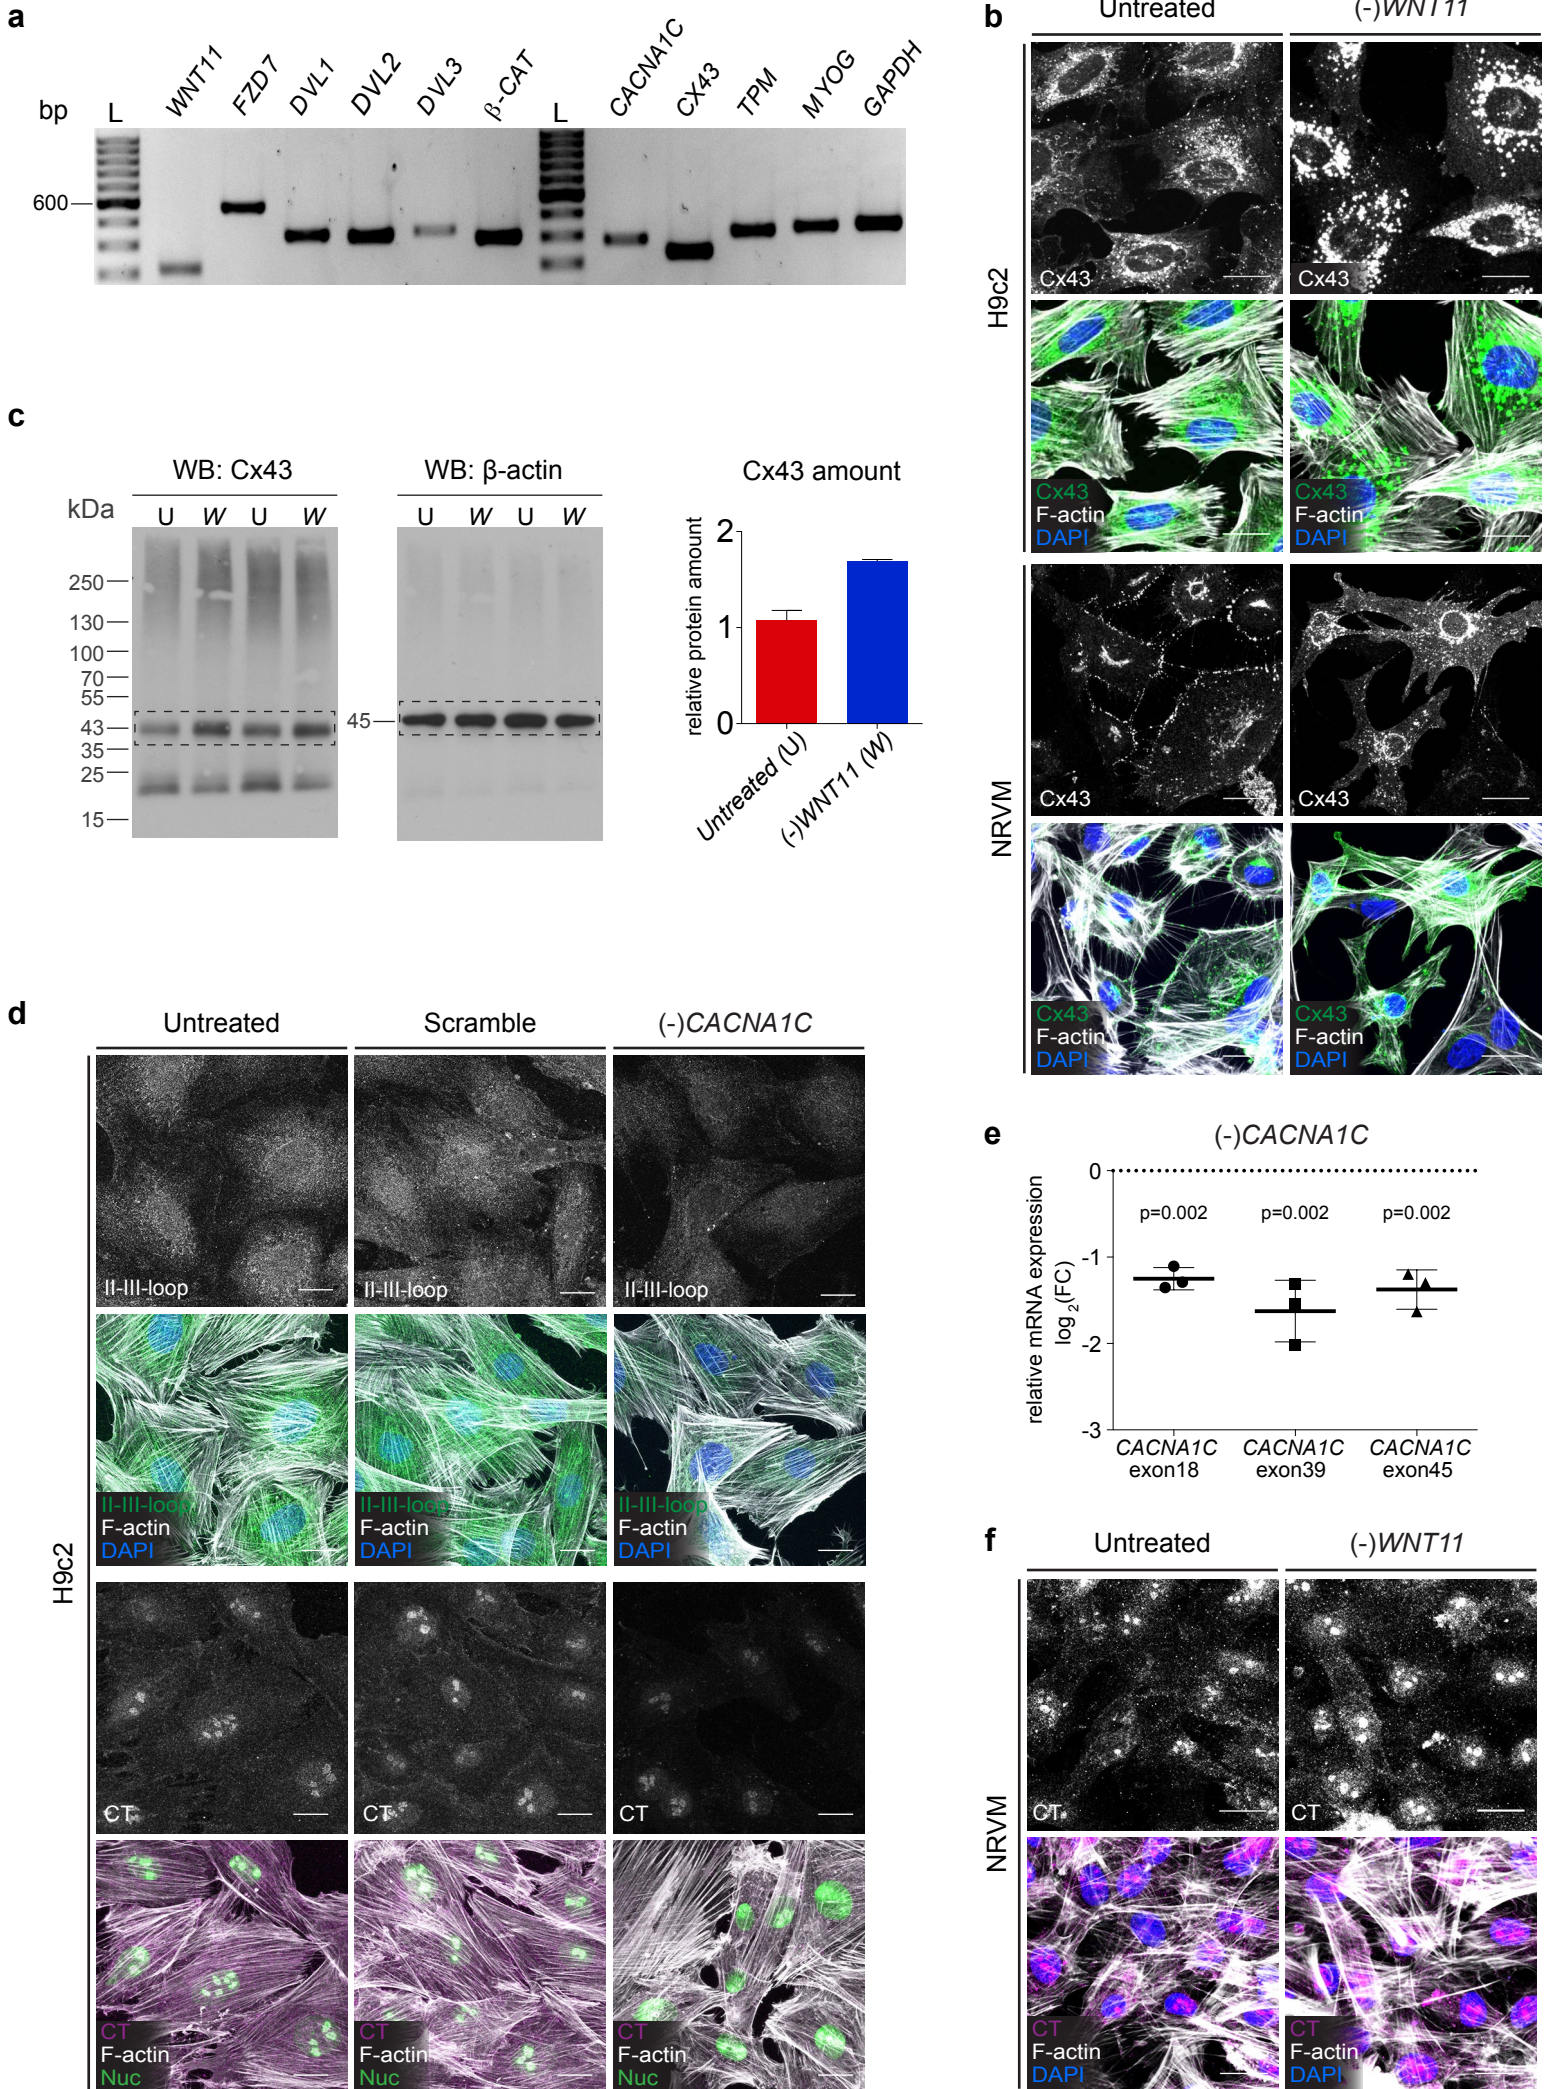 a
bp
L
WNT11
FZD7
DVL1
DVL2
DVL3
β-CAT
L
CACNA1C
CX43
TPM
MYOG
GAPDH
600
b
Untreated
(-)WNT11
H9c2
Cx43
Cx43
Cx43
F-actin
DAPI
Cx43
F-actin
DAPI
NRVM
Cx43
Cx43
Cx43
F-actin
DAPI
Cx43
F-actin
DAPI
c
WB: Cx43
kDa
U W U W
250
130
100
70
55
43
35
25
15
WB: β-actin
U W U W
45
Cx43 amount
relative protein amount
2
1
0
Untreated (U)
(-)WNT11 (W)
d
Untreated
Scramble
(-)CACNA1C
H9c2
II-III-loop
II-III-loop
II-III-loop
II-III-loop
F-actin
DAPI
II-III-loop
F-actin
DAPI
II-III-loop
F-actin
DAPI
CT
CT
CT
CT
F-actin
Nuc
CT
F-actin
Nuc
CT
F-actin
Nuc
e
(-)CACNA1C
relative mRNA expression
log2(FC)
0
-1
-2
-3
p=0.002
p=0.002
p=0.002
CACNA1C
exon18
CACNA1C
exon39
CACNA1C
exon45
f
Untreated
(-)WNT11
NRVM
CT
CT
CT
F-actin
DAPI
CT
F-actin
DAPI